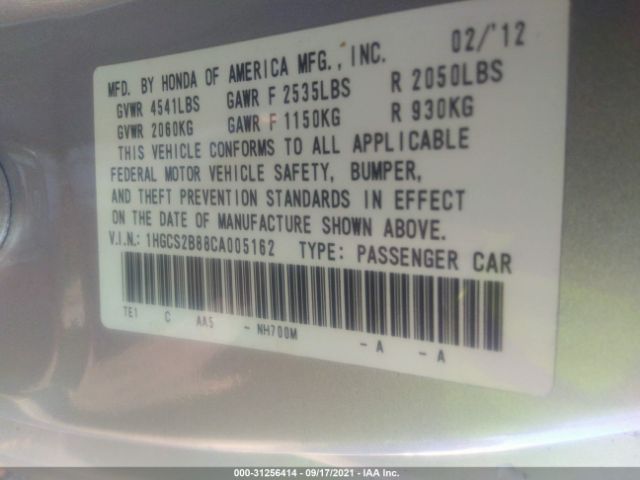 MFD. BY HONDA OF AMERICA MFG., INC. 02/'12
GVWR 4541LBS GAWR F 2535LBS R 2050LBS
GVWR 2060KG GAWR F 1150KG R 930KG
THIS VEHICLE CONFORMS TO ALL APPLICABLE
FEDERAL MOTOR VEHICLE SAFETY, BUMPER,
AND THEFT PREVENTION STANDARDS IN EFFECT
ON THE DATE OF MANUFACTURE SHOWN ABOVE.
V.I.N.: 1HGCS2B88CA005162 TYPE: PASSENGER CAR
TE1 C AA5 - NH700M - A - A
000-31256414 - 09/17/2021 - IAA Inc.